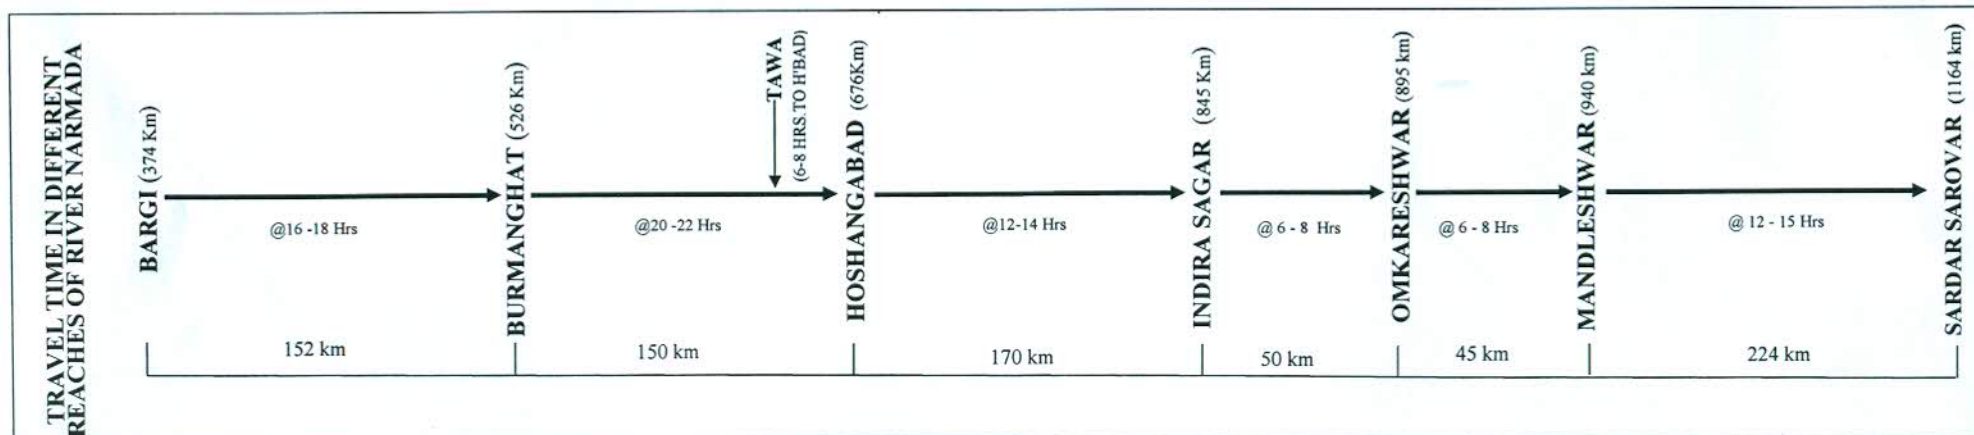 TRAVEL TIME IN DIFFERENT
REACHES OF RIVER NARMADA
BARGI (374 Km)
@16 -18 Hrs
BURMANGHAT (526 Km)
@20 -22 Hrs
TAWA
(6-8 HRS. TO H'BAD)
HOSHANGABAD (676Km)
@12-14 Hrs
INDIRA SAGAR (845 Km)
@ 6 - 8 Hrs
OMKARESHWAR (895 km)
@ 6 - 8 Hrs
MANDLESHWAR (940 km)
@ 12 - 15 Hrs
SARDAR SAROVAR (1164 km)
152 km
150 km
170 km
50 km
45 km
224 km